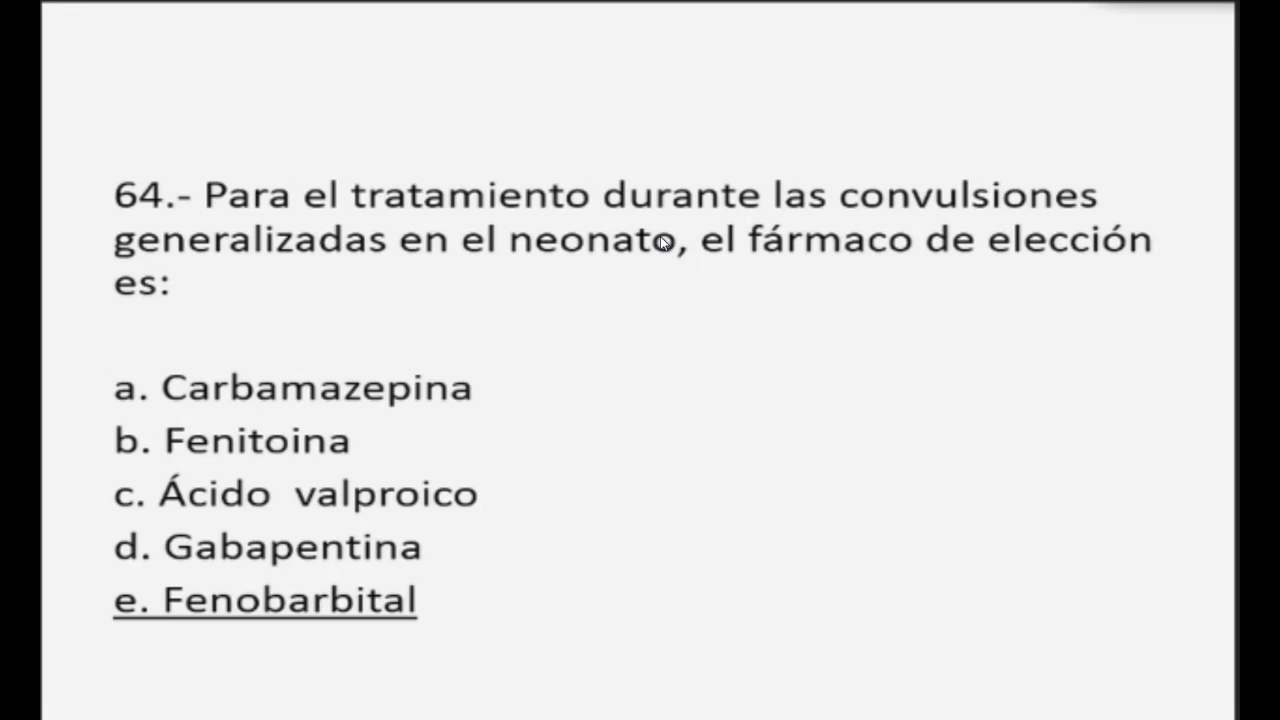 64.- Para el tratamiento durante las convulsiones
generalizadas en el neonato, el fármaco de elección
es:
a. Carbamazepina
b. Fenitoina
c. Ácido valproico
d. Gabapentina
e. Fenobarbital